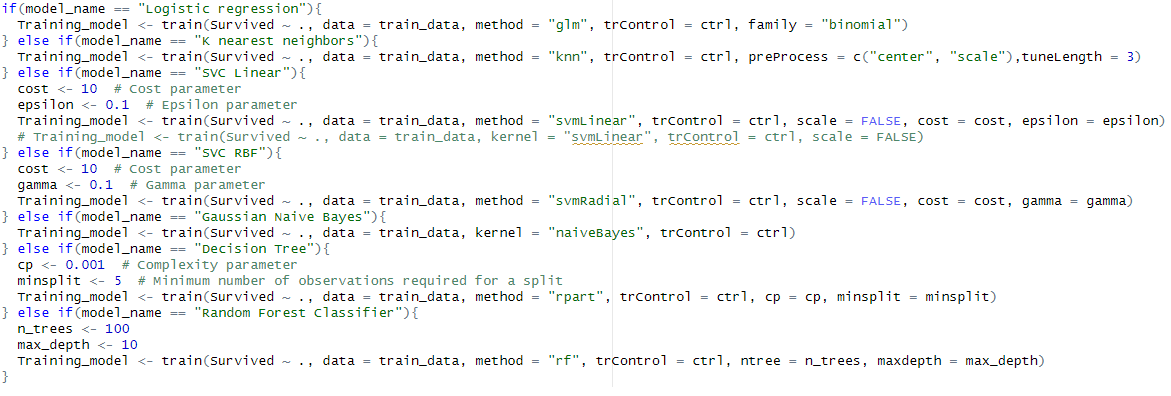 if(model_name == "Logistic regression"){
  Training_model <- train(Survived ~ ., data = train_data, method = "glm", trControl = ctrl, family = "binomial")
} else if(model_name == "K nearest neighbors"){
  Training_model <- train(Survived ~ ., data = train_data, method = "knn", trControl = ctrl, preProcess = c("center", "scale"),tuneLength = 3)
} else if(model_name == "SVC Linear"){
  cost <- 10  # Cost parameter
  epsilon <- 0.1  # Epsilon parameter
  Training_model <- train(Survived ~ ., data = train_data, method = "svmLinear", trControl = ctrl, scale = FALSE, cost = cost, epsilon = epsilon)
  # Training_model <- train(Survived ~ ., data = train_data, kernel = "svmLinear", trControl = ctrl, scale = FALSE)
} else if(model_name == "SVC RBF"){
  cost <- 10  # Cost parameter
  gamma <- 0.1  # Gamma parameter
  Training_model <- train(Survived ~ ., data = train_data, method = "svmRadial", trControl = ctrl, scale = FALSE, cost = cost, gamma = gamma)
} else if(model_name == "Gaussian Naive Bayes"){
  Training_model <- train(Survived ~ ., data = train_data, kernel = "naiveBayes", trControl = ctrl)
} else if(model_name == "Decision Tree"){
  cp <- 0.001  # Complexity parameter
  minsplit <- 5  # Minimum number of observations required for a split
  Training_model <- train(Survived ~ ., data = train_data, method = "rpart", trControl = ctrl, cp = cp, minsplit = minsplit)
} else if(model_name == "Random Forest Classifier"){
  n_trees <- 100
  max_depth <- 10
  Training_model <- train(Survived ~ ., data = train_data, method = "rf", trControl = ctrl, ntree = n_trees, maxdepth = max_depth)
}